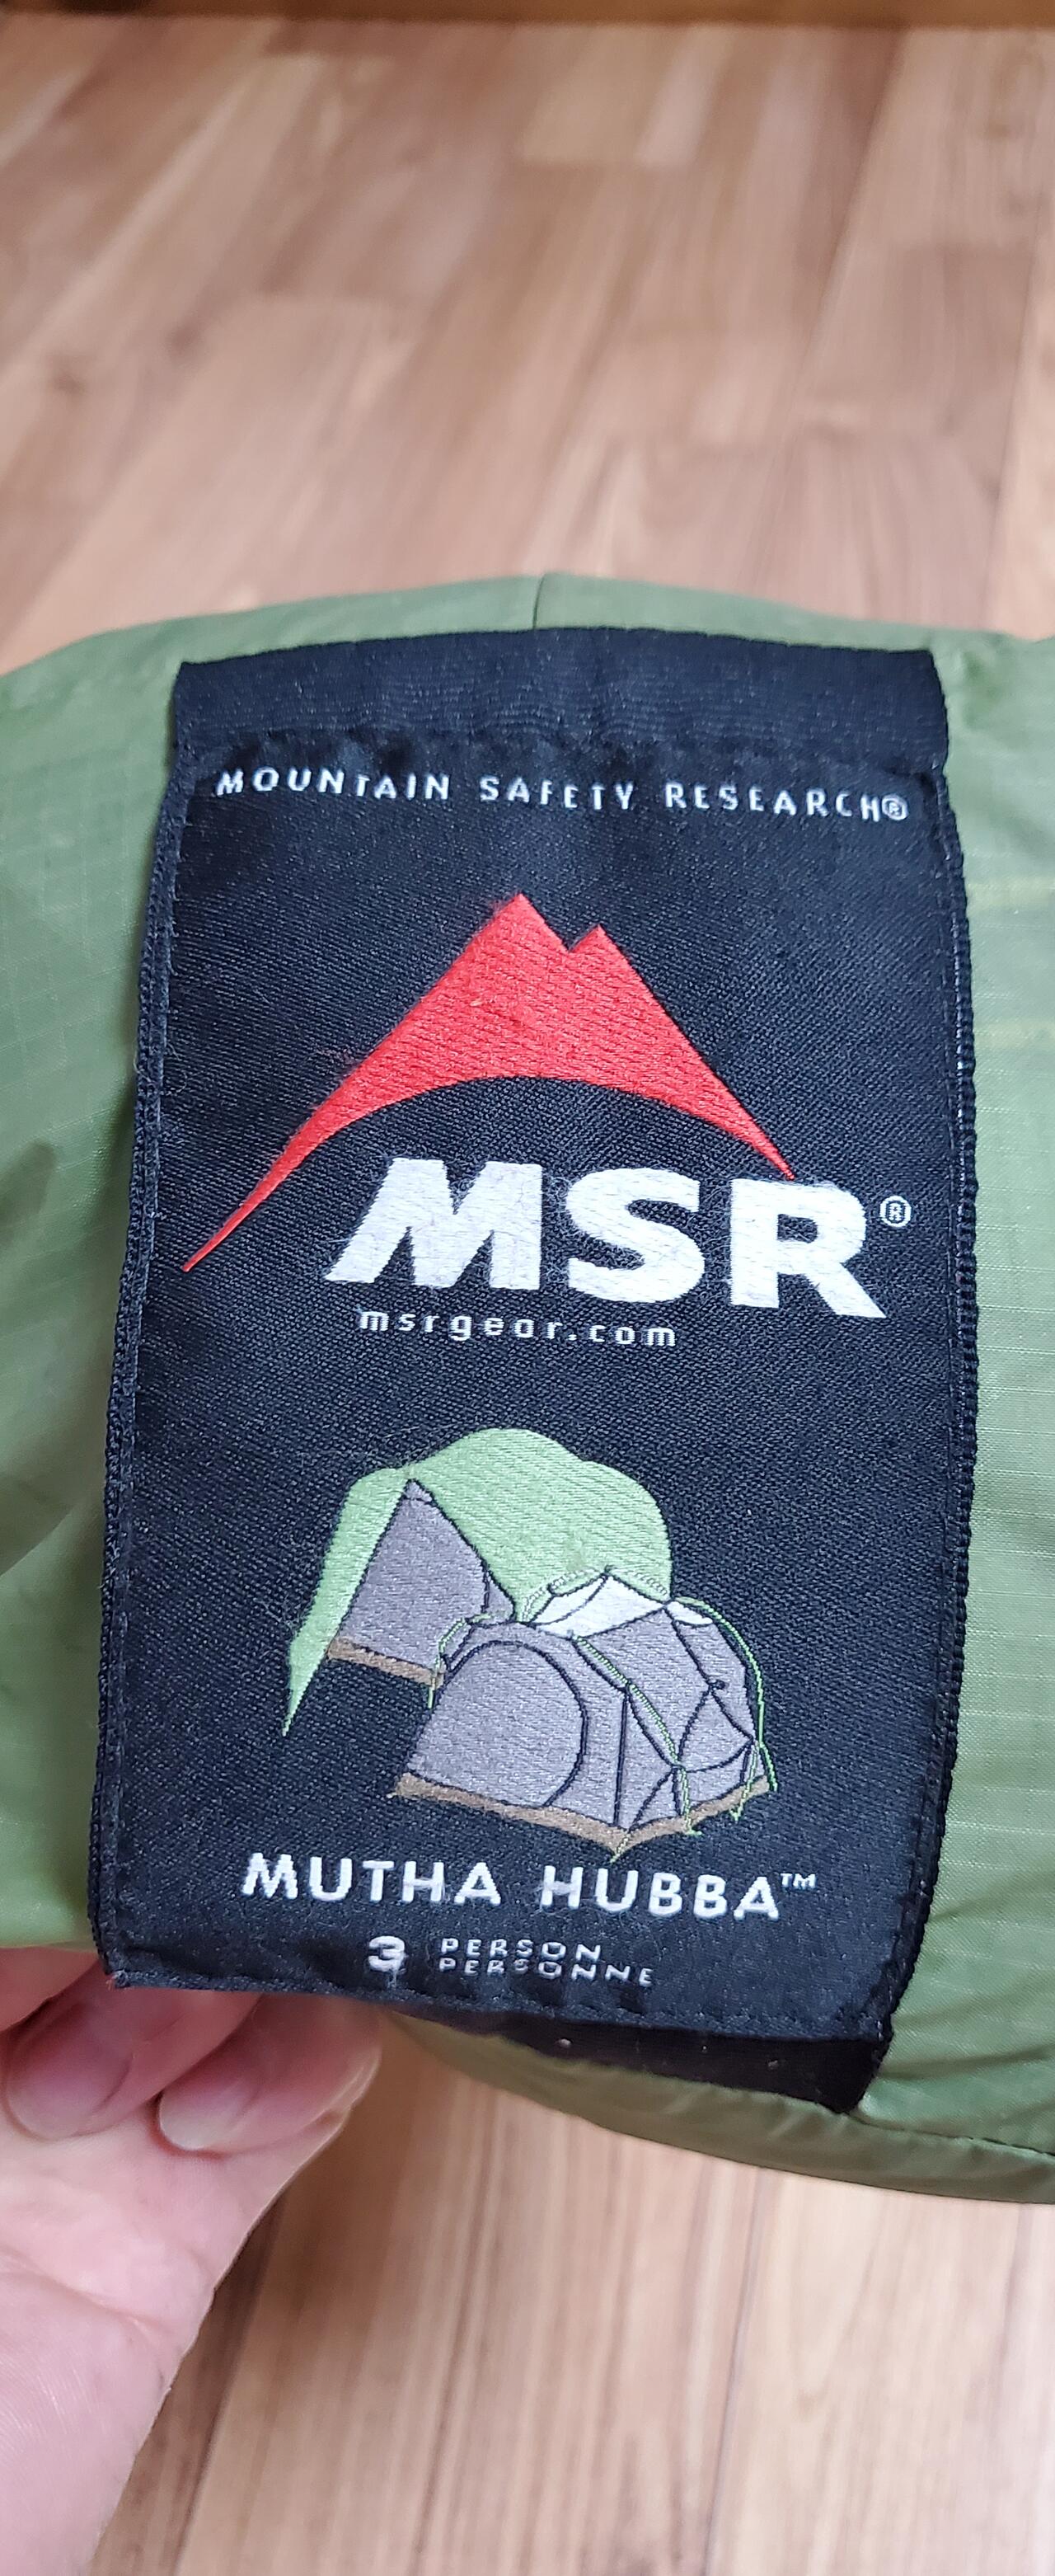 MOUNTAIN SAFETY RESEARCH®
MSR®
msrgear.com
MUTHA HUBBA™
3 PERSON
PERSONNE